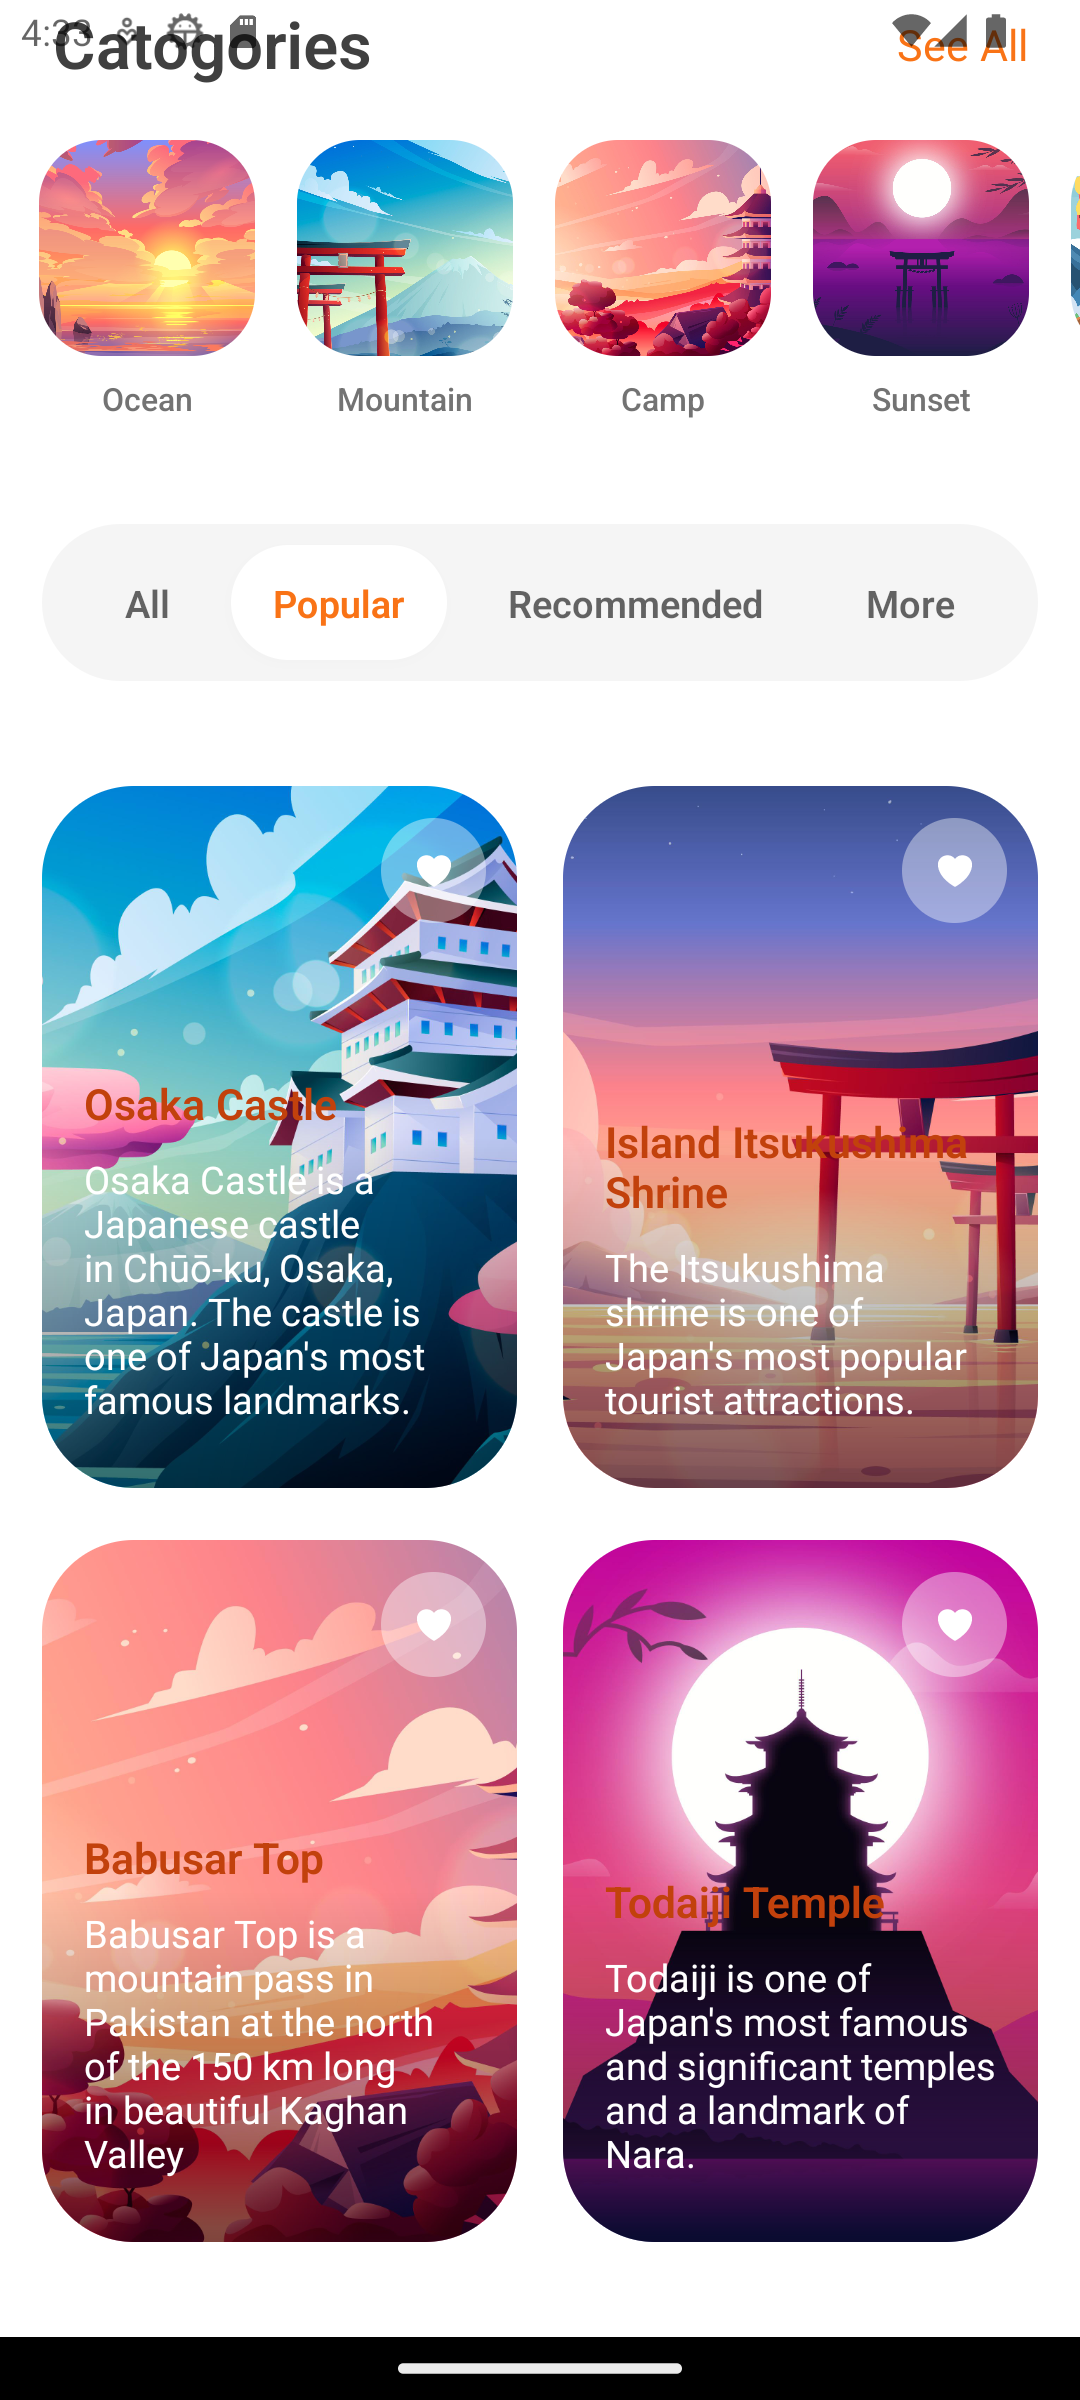 4:33
Catogories
See All
Ocean
Mountain
Camp
Sunset
All
Popular
Recommended
More
Osaka Castle
Osaka Castle is a
Japanese castle
in Chūō-ku, Osaka,
Japan. The castle is
one of Japan's most
famous landmarks.
Island Itsukushima
Shrine
The Itsukushima
shrine is one of
Japan's most popular
tourist attractions.
Babusar Top
Babusar Top is a
mountain pass in
Pakistan at the north
of the 150 km long
in beautiful Kaghan
Valley
Todaiji Temple
Todaiji is one of
Japan's most famous
and significant temples
and a landmark of
Nara.